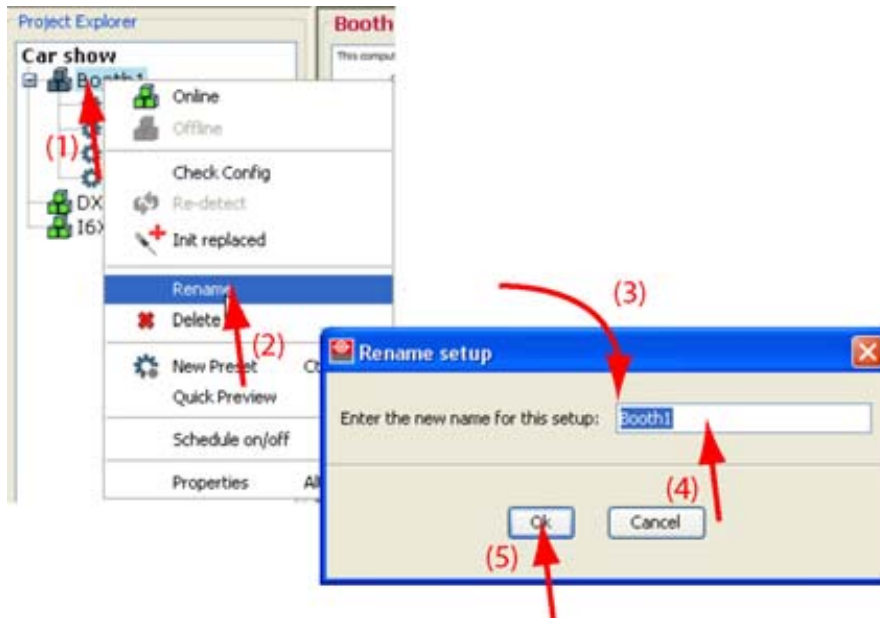 Project Explorer
Booth
Car show
This compu
Booth1
Online
(1)
Offline
Check Config
DX
Re-detect
I6X
Init replaced
Rename
(3)
Delete
(2)
Rename setup
New Preset
Quick Preview
Enter the new name for this setup: Booth1
Schedule on/off
Properties
(4)
Ok Cancel
(5)